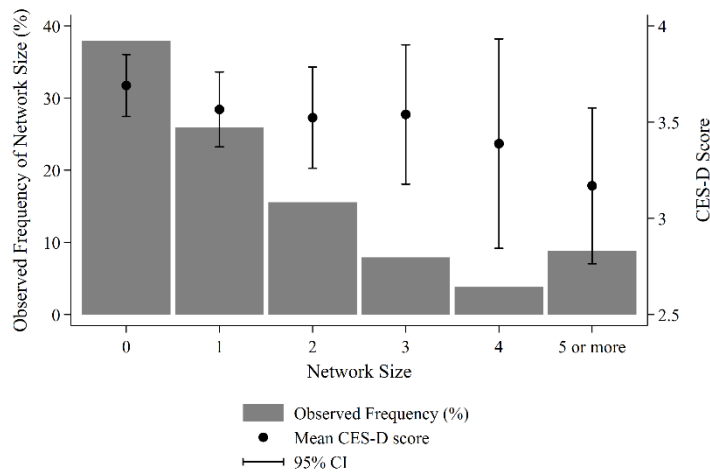 Observed Frequency of Network Size (%)
40
30
20
10
0
4
3.5
3
2.5
CES-D Score
0 1 2 3 4 5 or more
Network Size
Observed Frequency (%)
Mean CES-D score
95% CI